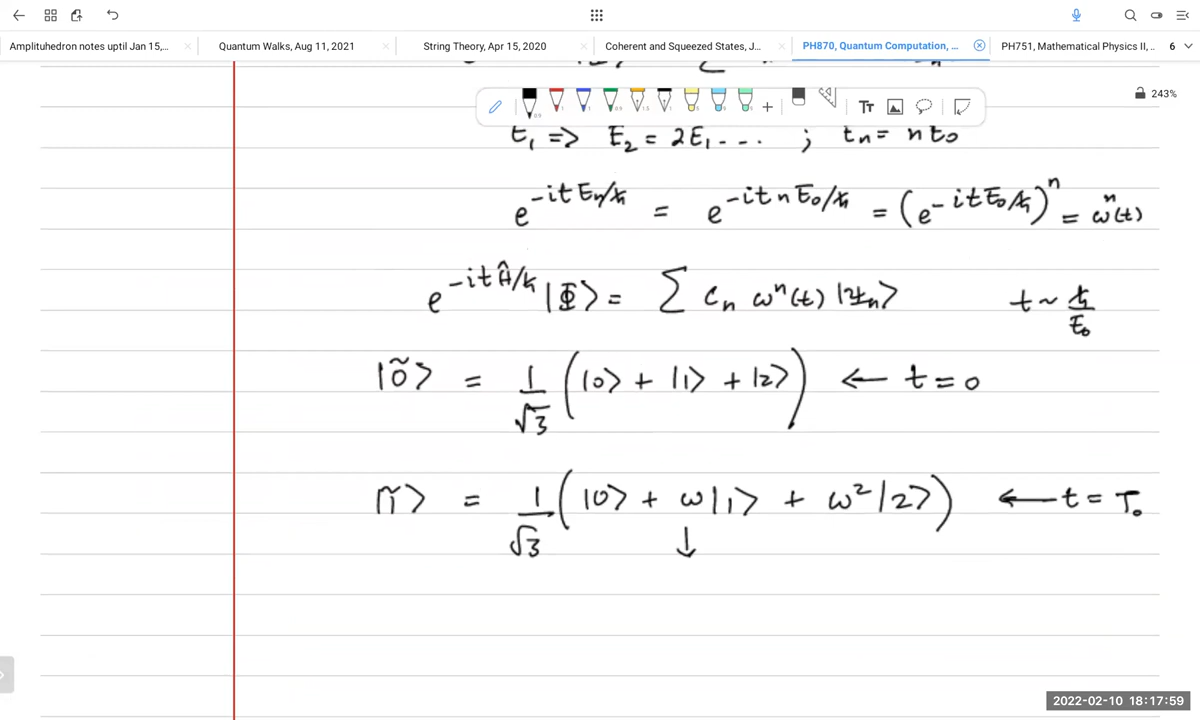 Amplituhedron notes uptil Jan 15,...
Quantum Walks, Aug 11, 2021
String Theory, Apr 15, 2020
Coherent and Squeezed States, J...
PH870, Quantum Computation, ...
PH751, Mathematical Physics II, ..
6
243%
t₁ => E₂ = 2E₁ - - . ; tₙ = n t₀
e^{-itEₙ/ħ} = e^{-itnE₀/ħ} = (e^{-itE₀/ħ})ⁿ = ωⁿ(t)
e^{-itĤ/ħ} |Φ> = Σ Cₙ ωⁿ(t) |Ψₙ> t ~ ħ/E₀
|0̃> = 1/√3 (|0> + |1> + |2>) ← t = 0
|1̃> = 1/√3 (|0> + ω|1> + ω²|2>) ← t = T₀
↓
2022-02-10 18:17:59